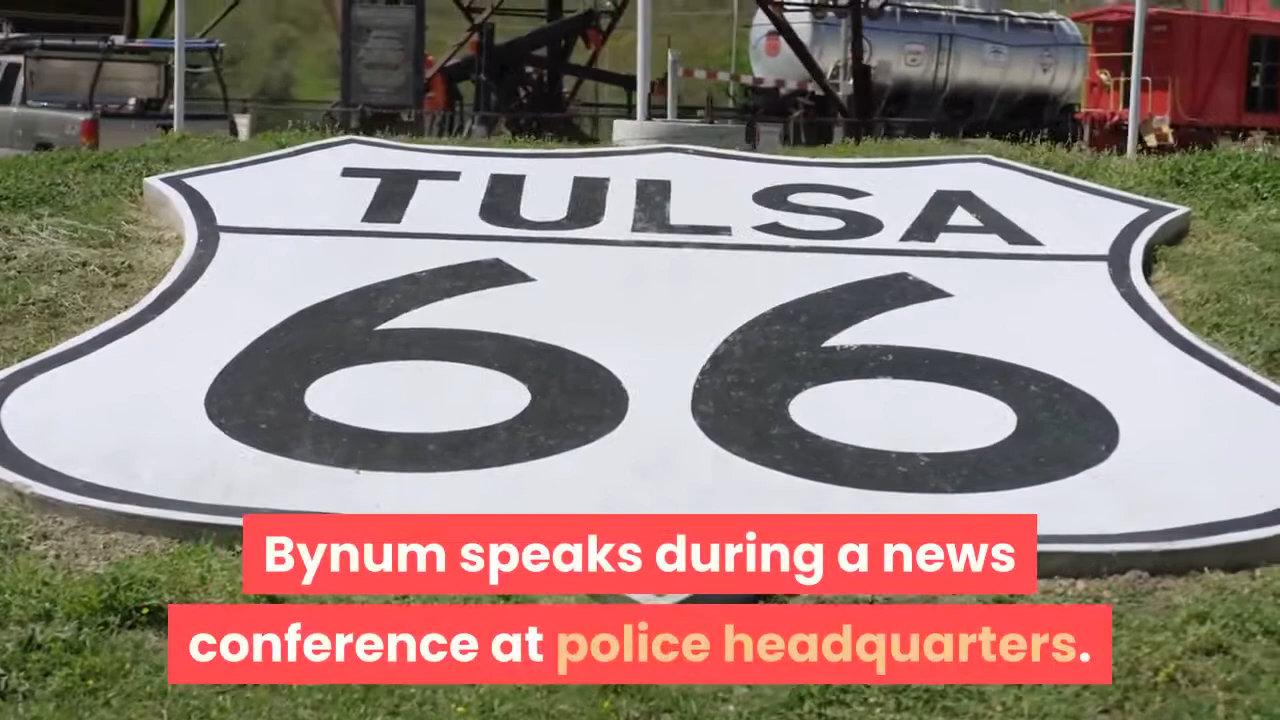 TULSA
66
Bynum speaks during a news
conference at police headquarters.